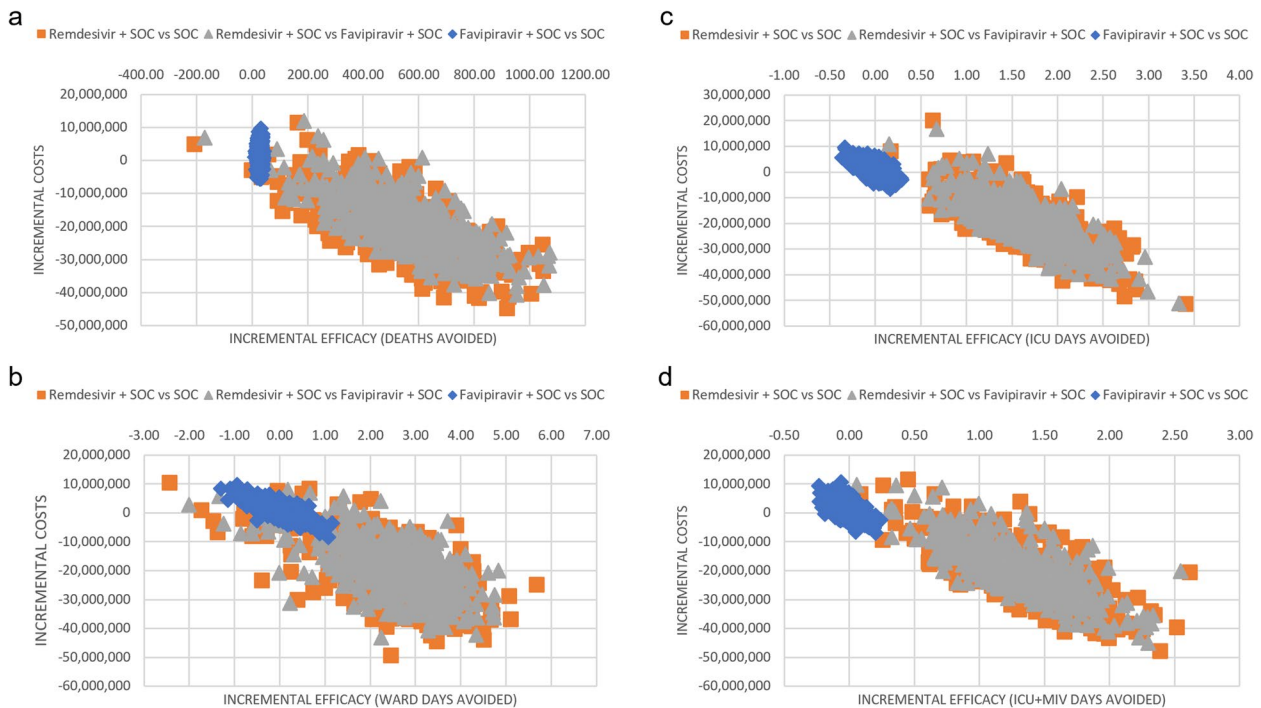 a
Remdesivir + SOC vs SOC Remdesivir + SOC vs Favipiravir + SOC Favipiravir + SOC vs SOC
-400.00 -200.00 0.00 200.00 400.00 600.00 800.00 1000.00 1200.00
20,000,000
10,000,000
0
-10,000,000
-20,000,000
-30,000,000
-40,000,000
-50,000,000
INCREMENTAL COSTS
INCREMENTAL EFFICACY (DEATHS AVOIDED)
b
Remdesivir + SOC vs SOC Remdesivir + SOC vs Favipiravir + SOC Favipiravir + SOC vs SOC
-3.00 -2.00 -1.00 0.00 1.00 2.00 3.00 4.00 5.00 6.00 7.00
20,000,000
10,000,000
0
-10,000,000
-20,000,000
-30,000,000
-40,000,000
-50,000,000
-60,000,000
INCREMENTAL COSTS
INCREMENTAL EFFICACY (WARD DAYS AVOIDED)
c
Remdesivir + SOC vs SOC Remdesivir + SOC vs Favipiravir + SOC Favipiravir + SOC vs SOC
-1.00 -0.50 0.00 0.50 1.00 1.50 2.00 2.50 3.00 3.50 4.00
30,000,000
20,000,000
10,000,000
0
-10,000,000
-20,000,000
-30,000,000
-40,000,000
-50,000,000
-60,000,000
INCREMENTAL COSTS
INCREMENTAL EFFICACY (ICU DAYS AVOIDED)
d
Remdesivir + SOC vs SOC Remdesivir + SOC vs Favipiravir + SOC Favipiravir + SOC vs SOC
-0.50 0.00 0.50 1.00 1.50 2.00 2.50 3.00
20,000,000
10,000,000
0
-10,000,000
-20,000,000
-30,000,000
-40,000,000
-50,000,000
-60,000,000
INCREMENTAL COSTS
INCREMENTAL EFFICACY (ICU+MIV DAYS AVOIDED)